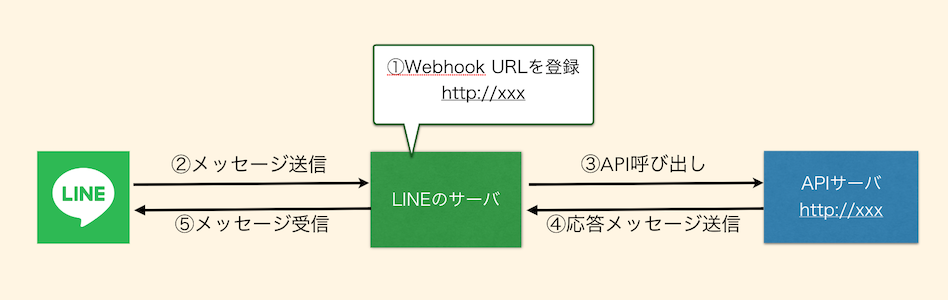 ①Webhook URLを登録
http://xxx
②メッセージ送信
③API呼び出し
LINE
LINEのサーバ
APIサーバ
http://xxx
⑤メッセージ受信
④応答メッセージ送信